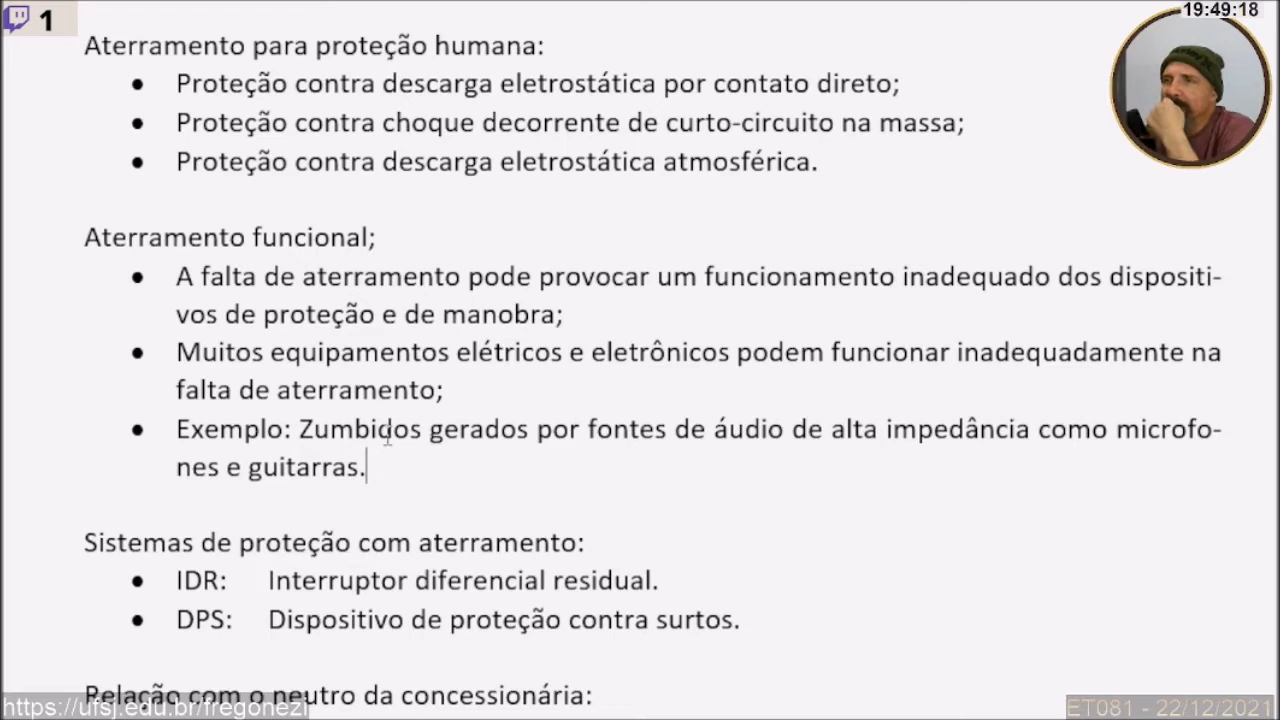 1
19:49:18
Aterramento para proteção humana:
• Proteção contra descarga eletrostática por contato direto;
• Proteção contra choque decorrente de curto-circuito na massa;
• Proteção contra descarga eletrostática atmosférica.
Aterramento funcional;
• A falta de aterramento pode provocar um funcionamento inadequado dos dispositi-
vos de proteção e de manobra;
• Muitos equipamentos elétricos e eletrônicos podem funcionar inadequadamente na
falta de aterramento;
• Exemplo: Zumbidos gerados por fontes de áudio de alta impedância como microfo-
nes e guitarras.
Sistemas de proteção com aterramento:
• IDR: Interruptor diferencial residual.
• DPS: Dispositivo de proteção contra surtos.
Relação com o neutro da concessionária:
https://ufsj.edu.br/fregonezi
ET081 - 22/12/2021